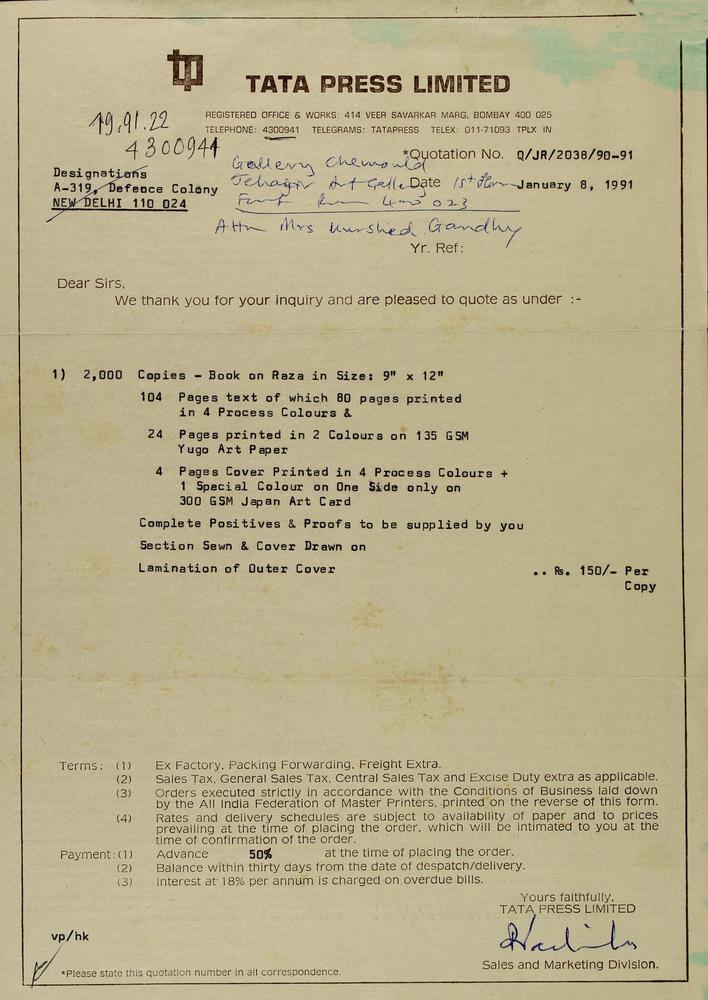 tp TATA PRESS LIMITED
REGISTERED OFFICE & WORKS: 414 VEER SAVARKAR MARG, BOMBAY 400 025
TELEPHONE: 4300941 TELEGRAMS: TATAPRESS TELEX: 011-71093 TPLX IN
49.91.22
4300941
*Quotation No. Q/JR/2038/90-91
Gallery Chemould
Designations
A-319, Defence Colony
NEW DELHI 110 024
Jehangir Art Galle 1st
Date January 8, 1991
Fort 400 023
Attn Mrs Kurshed Gandhy
Yr. Ref:
Dear Sirs,
We thank you for your inquiry and are pleased to quote as under :-
1) 2,000 Copies - Book on Raza in Size: 9" x 12"
104 Pages text of which 80 pages printed
in 4 Process Colours &
24 Pages printed in 2 Colours on 135 GSM
Yugo Art Paper
4 Pages Cover Printed in 4 Process Colours +
1 Special Colour on One Side only on
300 GSM Japan Art Card
Complete Positives & Proofs to be supplied by you
Section Sewn & Cover Drawn on
Lamination of Outer Cover .. Rs. 150/- Per
Copy
Terms: (1) Ex Factory, Packing Forwarding, Freight Extra.
(2) Sales Tax, General Sales Tax, Central Sales Tax and Excise Duty extra as applicable.
(3) Orders executed strictly in accordance with the Conditions of Business laid down
by the All India Federation of Master Printers, printed on the reverse of this form.
(4) Rates and delivery schedules are subject to availability of paper and to prices
prevailing at the time of placing the order, which will be intimated to you at the
time of confirmation of the order.
Payment: (1) Advance 50% at the time of placing the order.
(2) Balance within thirty days from the date of despatch/delivery.
(3) Interest at 18% per annum is charged on overdue bills.
Yours faithfully,
TATA PRESS LIMITED
vp/hk
Sales and Marketing Division.
*Please state this quotation number in all correspondence.